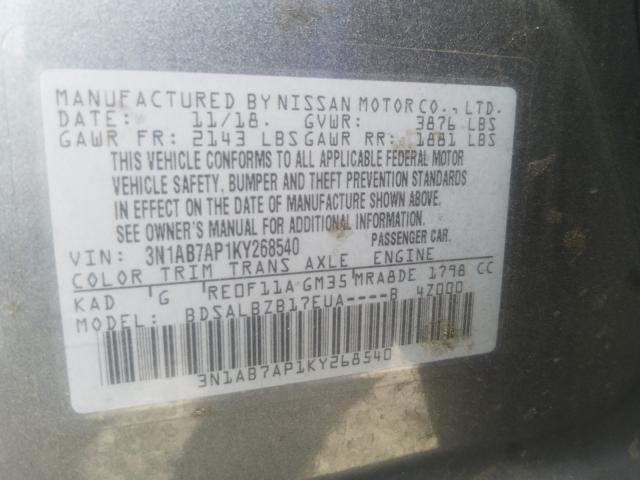 MANUFACTURED BY NISSAN MOTOR CO., LTD.
DATE: 11/18. GVWR: 3876 LBS
GAWR FR: 2143 LBS GAWR RR: 1881 LBS
THIS VEHICLE CONFORMS TO ALL APPLICABLE FEDERAL MOTOR
VEHICLE SAFETY, BUMPER AND THEFT PREVENTION STANDARDS
IN EFFECT ON THE DATE OF MANUFACTURE SHOWN ABOVE.
SEE OWNER'S MANUAL FOR ADDITIONAL INFORMATION.
VIN: 3N1AB7AP1KY268540 PASSENGER CAR.
COLOR TRIM TRANS AXLE ENGINE
KAD G RE0F11A GM35 MRA8DE 1798 CC
MODEL: BDSALBZB17EUA----B 4Z000
3N1AB7AP1KY268540